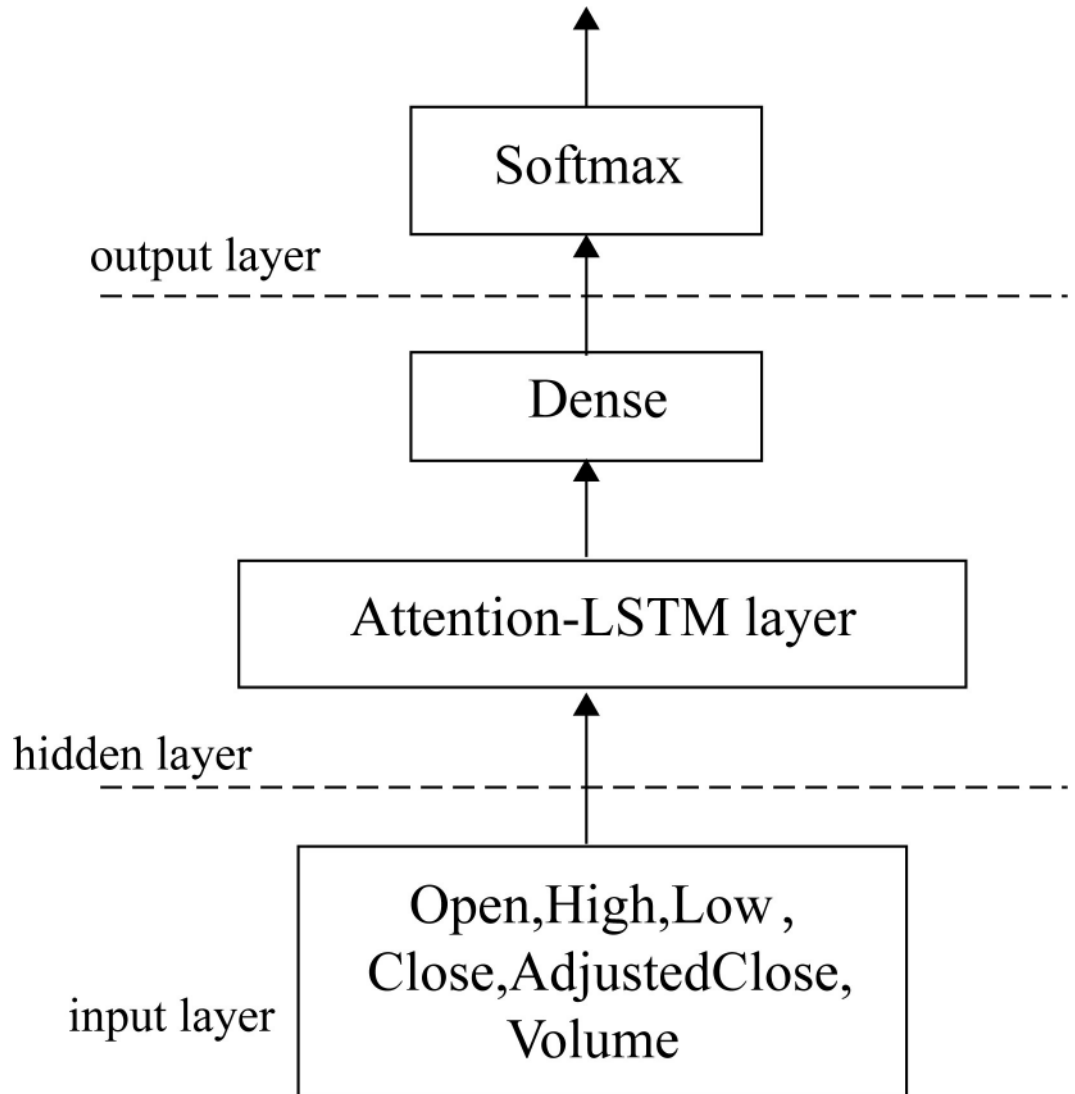 Softmax
output layer
Dense
Attention-LSTM layer
hidden layer
Open,High,Low,
Close,AdjustedClose,
input layer
Volume